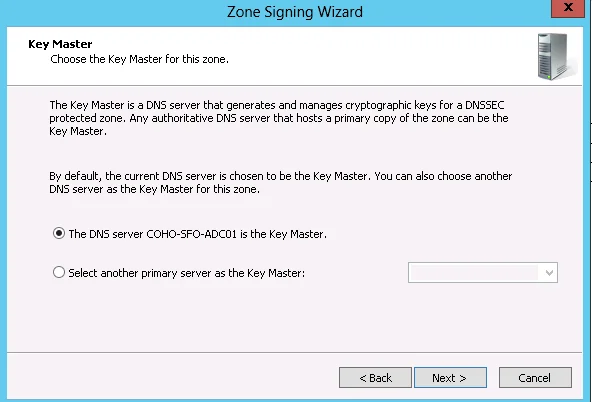 Zone Signing Wizard
x
Key Master
Choose the Key Master for this zone.
The Key Master is a DNS server that generates and manages cryptographic keys for a DNSSEC
protected zone. Any authoritative DNS server that hosts a primary copy of the zone can be the
Key Master.
By default, the current DNS server is chosen to be the Key Master. You can also choose another
DNS server as the Key Master for this zone.
The DNS server COHO-SFO-ADC01 is the Key Master.
Select another primary server as the Key Master:
< Back
Next >
Cancel